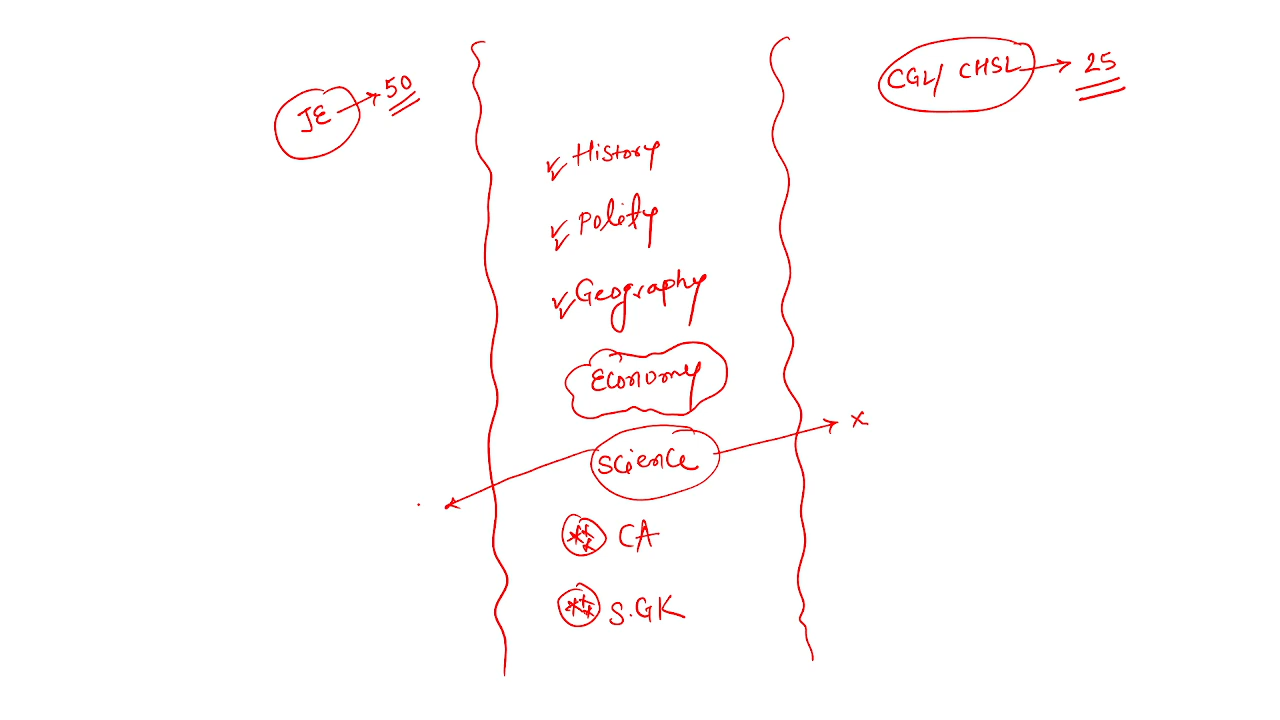 JE → 50
CGL/ CHSL → 25
History
Polity
Geography
Economy
Science
x
CA
S.GK